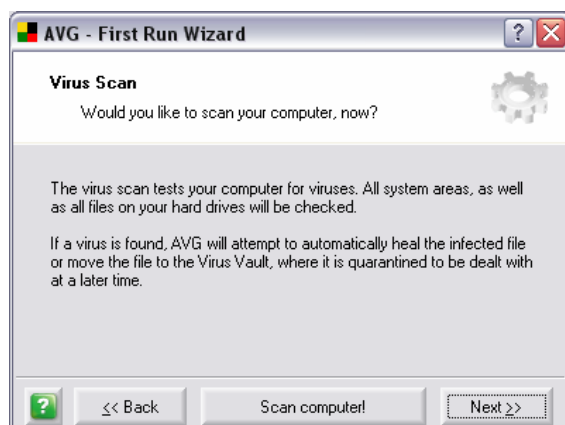 AVG - First Run Wizard
?
Virus Scan
Would you like to scan your computer, now?
The virus scan tests your computer for viruses. All system areas, as well
as all files on your hard drives will be checked.
If a virus is found, AVG will attempt to automatically heal the infected file
or move the file to the Virus Vault, where it is quarantined to be dealt with
at a later time.
? << Back Scan computer! Next >>